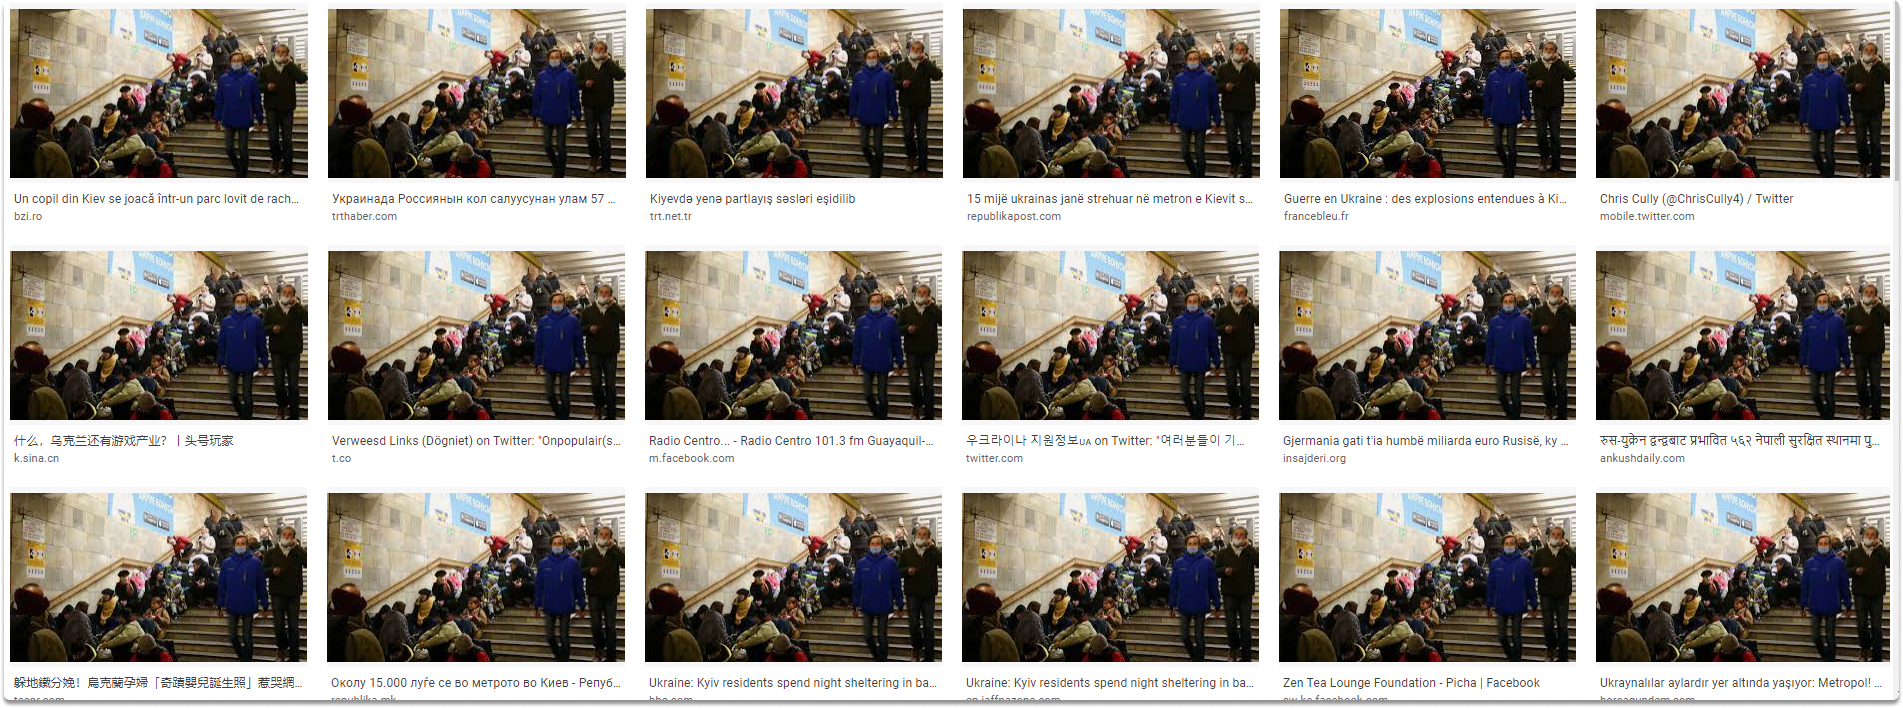 Un copil din Kiev se joacă într-un parc lovit de rach...
bzi.ro
Украинада Россиянын кол салуусунан улам 57 ...
trthaber.com
Kiyevdə yenə partlayış səsləri eşidilib
trt.net.tr
15 mijë ukrainas janë strehuar në metron e Kievit s...
republikapost.com
Guerre en Ukraine : des explosions entendues à Ki...
francebleu.fr
Chris Cully (@ChrisCully4) / Twitter
mobile.twitter.com
什么，乌克兰还有游戏产业？丨头号玩家
k.sina.cn
Verweesd Links (Dögniet) on Twitter: "Onpopulair(s...
t.co
Radio Centro... - Radio Centro 101.3 fm Guayaquil-...
m.facebook.com
우크라이나 지원정보🇺🇦 on Twitter: "여러분들이 기...
twitter.com
Gjermania gati t'ia humbë miliarda euro Rusisë, ky ...
insajderi.org
रुस-युक्रेन द्वन्द्वबाट प्रभावित ५६२ नेपाली सुरक्षित स्थानमा पु...
ankushdaily.com
躲地鐵分娩！烏克蘭孕婦「奇蹟嬰兒誕生照」惹哭網...
Околу 15.000 луѓе се во метрото во Киев - Репуб...
republika.mk
Ukraine: Kyiv residents spend night sheltering in ba...
Ukraine: Kyiv residents spend night sheltering in ba...
Zen Tea Lounge Foundation - Picha | Facebook
sw-ke.facebook.com
Ukraynalılar aylardır yer altında yaşıyor: Metropol! ...